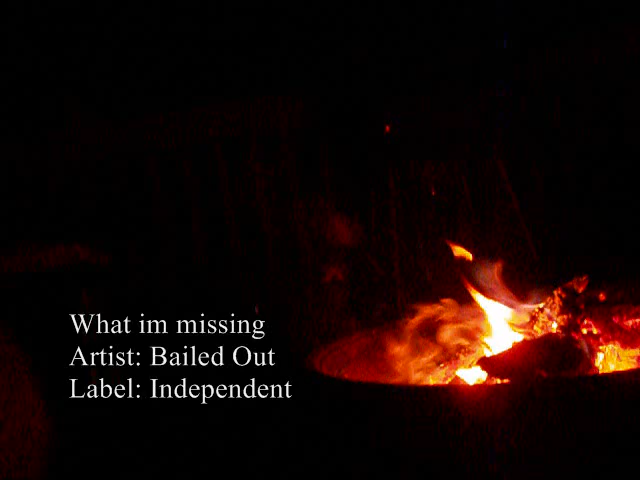 What im missing
Artist: Bailed Out
Label: Independent